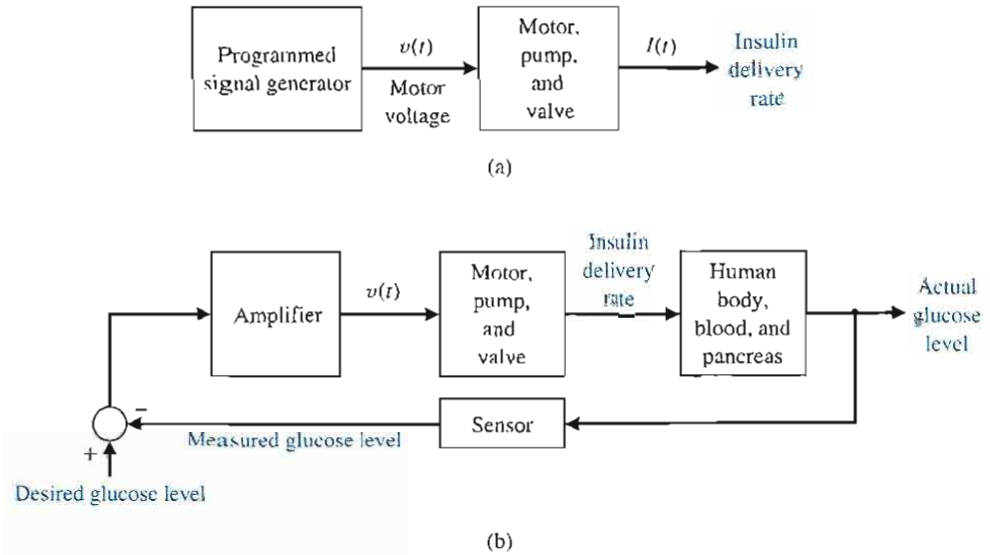 Programmed
signal generator
v(t)
Motor
voltage
Motor,
pump,
and
valve
I(t)
Insulin
delivery
rate
(a)
Amplifier
v(t)
Motor,
pump,
and
valve
Insulin
delivery
rate
Human
body,
blood, and
pancreas
Actual
glucose
level
−
Sensor
Measured glucose level
+
Desired glucose level
(b)